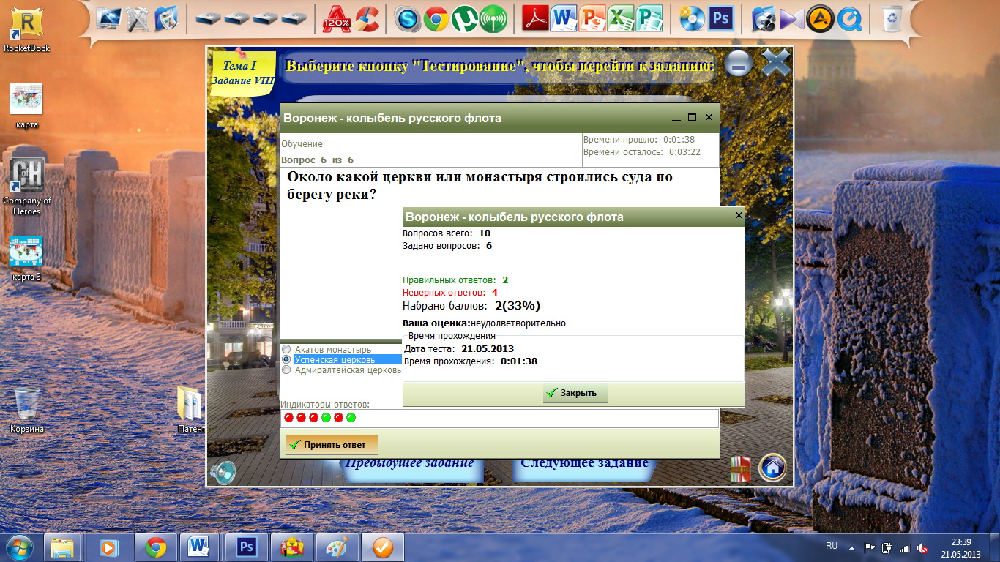 RocketDock
карта
Company of
Heroes
карта 3
Корзина
Патент
120%
Тема I
Задание VIII
Выберите кнопку "Тестирование", чтобы перейти к заданию:
Воронеж - колыбель русского флота
Обучение
Вопрос 6 из 6
Времени прошло: 0:01:38
Времени осталось: 0:03:22
Около какой церкви или монастыря строились суда по
берегу реки?
Воронеж - колыбель русского флота
Вопросов всего: 10
Задано вопросов: 6
Правильных ответов: 2
Неверных ответов: 4
Набрано баллов: 2(33%)
Ваша оценка:неудолветворительно
Время прохождения
Дата теста: 21.05.2013
Время прохождения: 0:01:38
Закрыть
Акатов монастырь
Успенская церковь
Адмиралтейская церковь
Индикаторы ответов:
Принять ответ
Предыдущее задание
Следующее задание
Ps
Ps
RU
23:39
21.05.2013